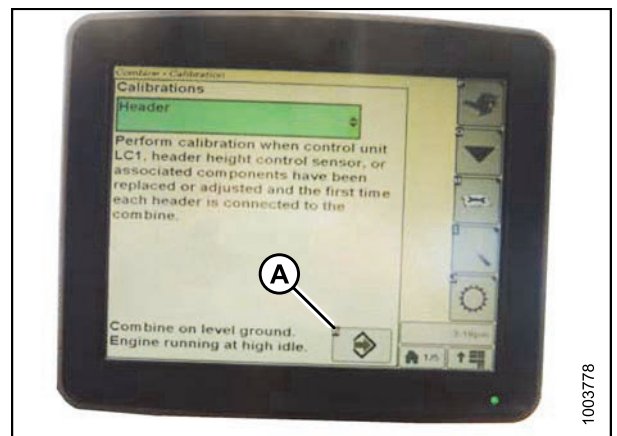 Combine - Calibration
Calibrations
Header
Perform calibration when control unit
LC1, header height control sensor, or
associated components have been
replaced or adjusted and the first time
each header is connected to the
combine.
A
Combine on level ground.
Engine running at high idle.
1/5
1003778